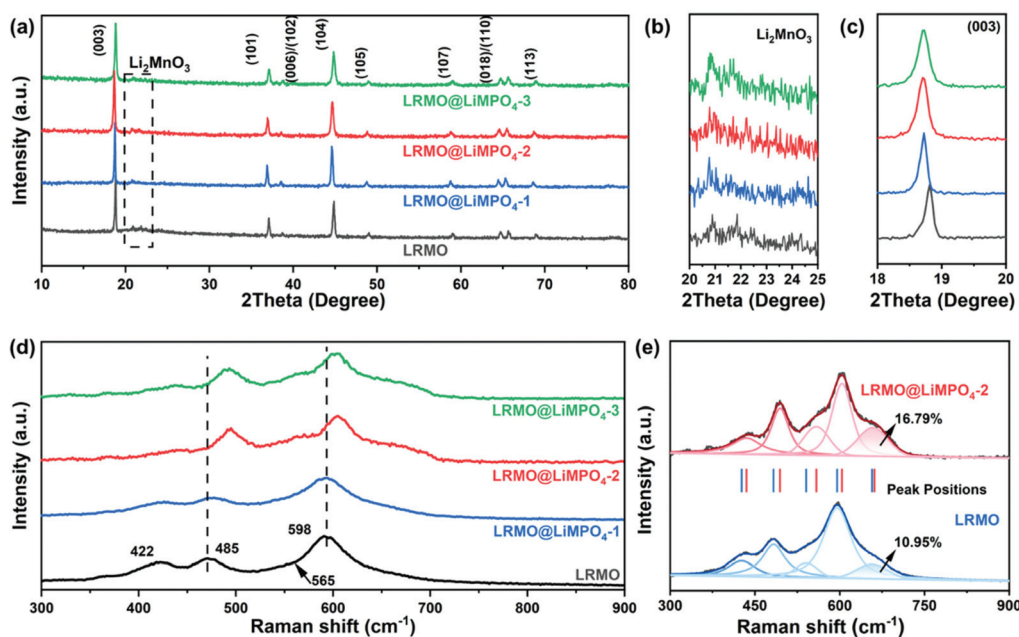 (a)
(003)
Li₂MnO₃
(101)
(006)/(102)
(104)
(105)
(107)
(018)/(110)
(113)
LRMO@LiMPO₄-3
LRMO@LiMPO₄-2
LRMO@LiMPO₄-1
LRMO
Intensity (a.u.)
10 20 30 40 50 60 70 80
2Theta (Degree)
(b)
Li₂MnO₃
20 21 22 23 24 25
2Theta (Degree)
(c)
(003)
18 19 20
2Theta (Degree)
(d)
LRMO@LiMPO₄-3
LRMO@LiMPO₄-2
LRMO@LiMPO₄-1
422
485
598
565
LRMO
Intensity (a.u.)
300 400 500 600 700 800 900
Raman shift (cm⁻¹)
(e)
LRMO@LiMPO₄-2
16.79%
Peak Positions
LRMO
10.95%
Intensity (a.u.)
300 450 600 750 900
Raman shift (cm⁻¹)